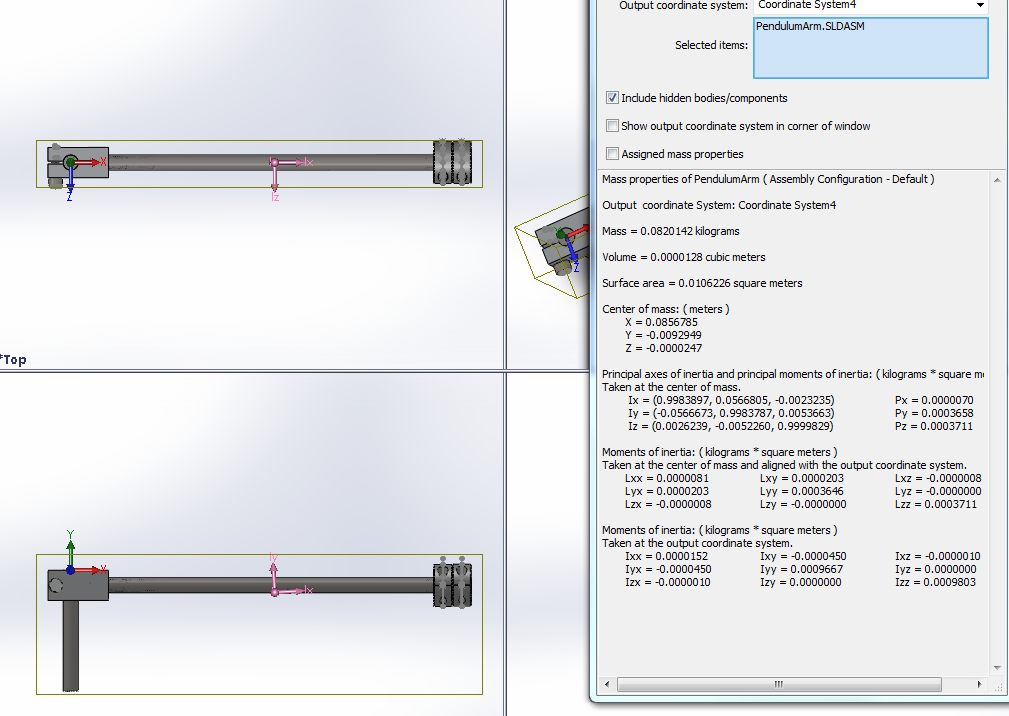 Output coordinate system: Coordinate System4
Selected items: PendulumArm.SLDASM
Include hidden bodies/components
Show output coordinate system in corner of window
Assigned mass properties
Mass properties of PendulumArm ( Assembly Configuration - Default )
Output coordinate System: Coordinate System4
Mass = 0.0820142 kilograms
Volume = 0.0000128 cubic meters
Surface area = 0.0106226 square meters
Center of mass: ( meters )
X = 0.0856785
Y = -0.0092949
Z = -0.0000247
Principal axes of inertia and principal moments of inertia: ( kilograms * square me
Taken at the center of mass.
Ix = (0.9983897, 0.0566805, -0.0023235) Px = 0.0000070
Iy = (-0.0566673, 0.9983787, 0.0053663) Py = 0.0003658
Iz = (0.0026239, -0.0052260, 0.9999829) Pz = 0.0003711
Moments of inertia: ( kilograms * square meters )
Taken at the center of mass and aligned with the output coordinate system.
Lxx = 0.0000081 Lxy = 0.0000203 Lxz = -0.0000008
Lyx = 0.0000203 Lyy = 0.0003646 Lyz = -0.0000000
Lzx = -0.0000008 Lzy = -0.0000000 Lzz = 0.0003711
Moments of inertia: ( kilograms * square meters )
Taken at the output coordinate system.
Ixx = 0.0000152 Ixy = -0.0000450 Ixz = -0.0000010
Iyx = -0.0000450 Iyy = 0.0009667 Iyz = 0.0000000
Izx = -0.0000010 Izy = 0.0000000 Izz = 0.0009803
X
Z
Ix
Iz
Z
*Top
Y
X
Iy
Ix